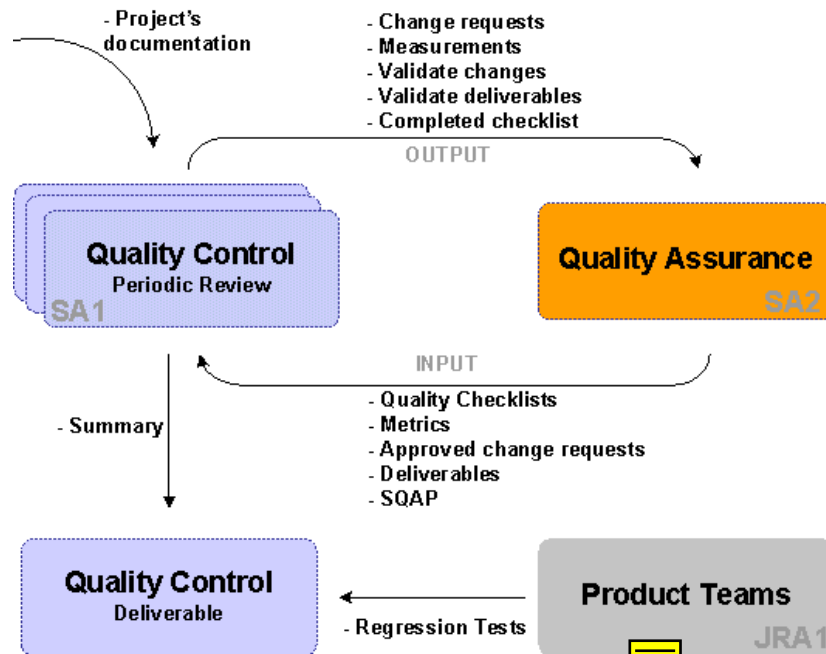 - Project's
documentation
- Change requests
- Measurements
- Validate changes
- Validate deliverables
- Completed checklist
OUTPUT
Quality Control
Periodic Review
SA1
Quality Assurance
SA2
INPUT
- Quality Checklists
- Metrics
- Approved change requests
- Deliverables
- SQAP
- Summary
Quality Control
Deliverable
- Regression Tests
Product Teams
JRA1